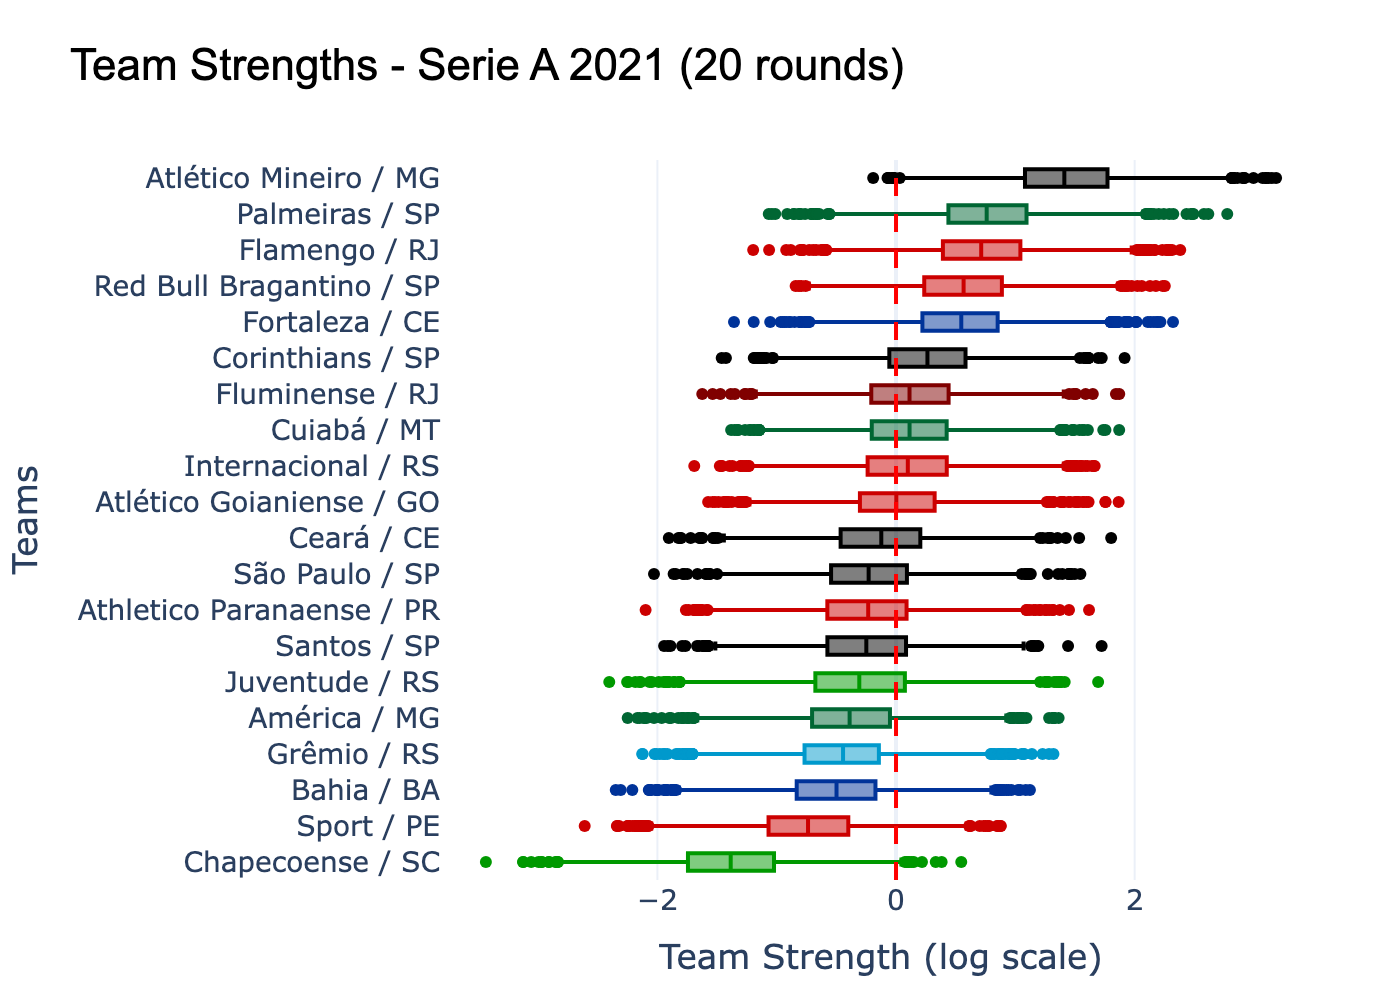 Team Strengths - Serie A 2021 (20 rounds)
Atlético Mineiro / MG
Palmeiras / SP
Flamengo / RJ
Red Bull Bragantino / SP
Fortaleza / CE
Corinthians / SP
Fluminense / RJ
Cuiabá / MT
Internacional / RS
Atlético Goianiense / GO
Ceará / CE
São Paulo / SP
Athletico Paranaense / PR
Santos / SP
Juventude / RS
América / MG
Grêmio / RS
Bahia / BA
Sport / PE
Chapecoense / SC
Teams
−2 0 2
Team Strength (log scale)